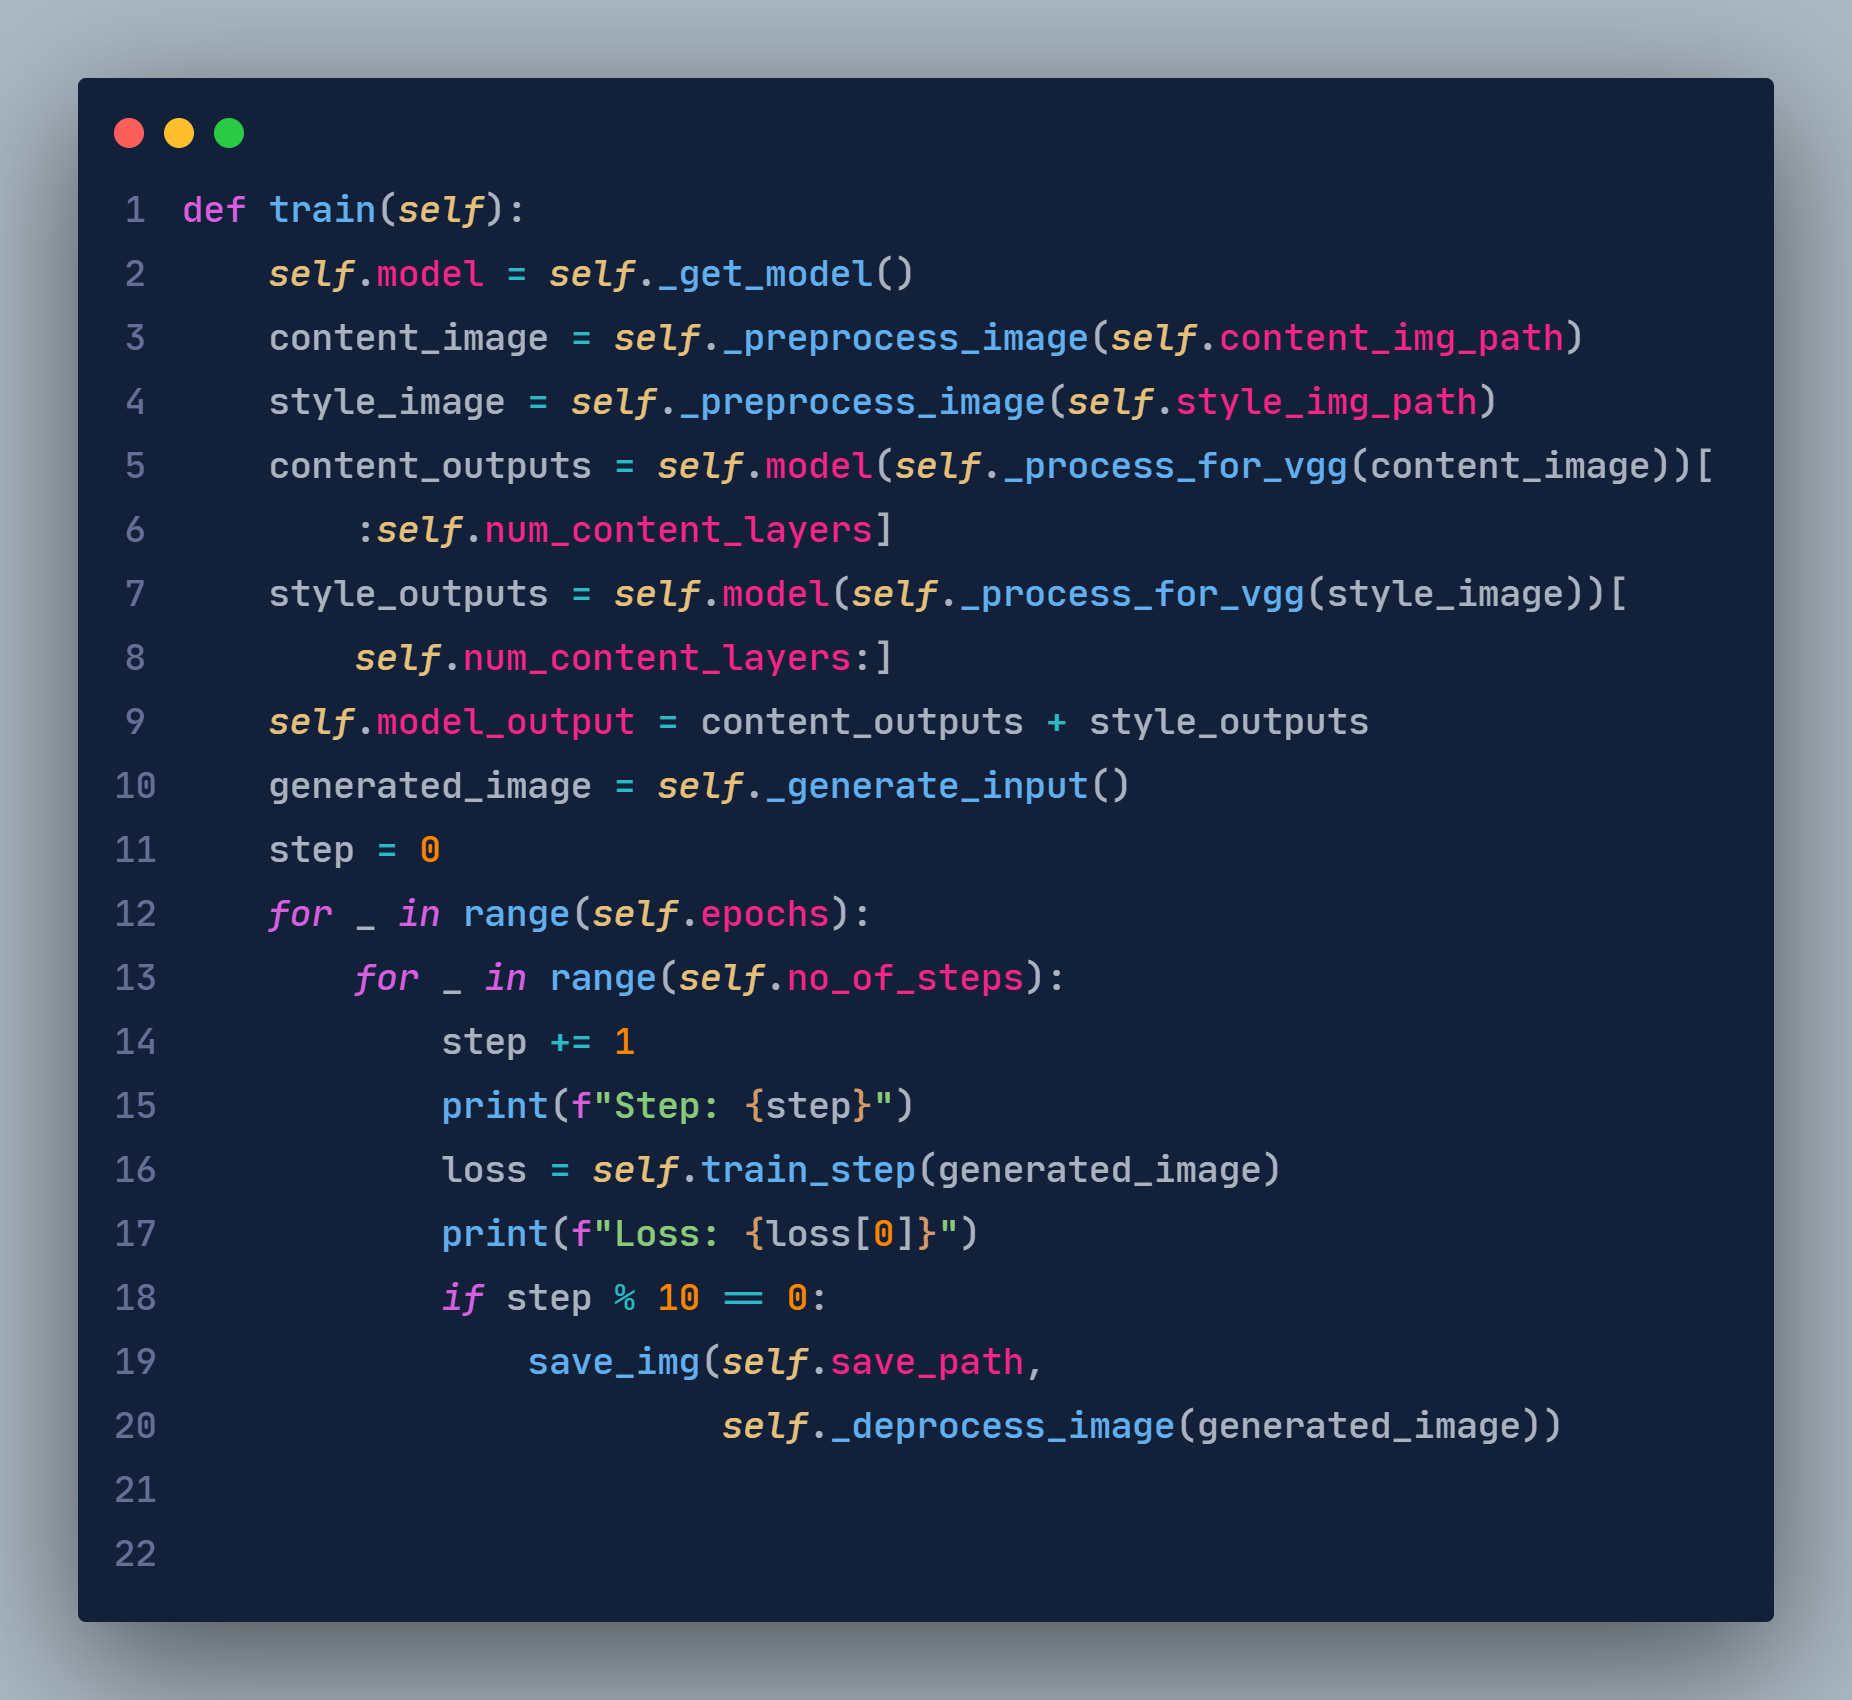 1 def train(self):
2     self.model = self._get_model()
3     content_image = self._preprocess_image(self.content_img_path)
4     style_image = self._preprocess_image(self.style_img_path)
5     content_outputs = self.model(self._process_for_vgg(content_image))[
6         :self.num_content_layers]
7     style_outputs = self.model(self._process_for_vgg(style_image))[
8         self.num_content_layers:]
9     self.model_output = content_outputs + style_outputs
10     generated_image = self._generate_input()
11     step = 0
12     for _ in range(self.epochs):
13         for _ in range(self.no_of_steps):
14             step += 1
15             print(f"Step: {step}")
16             loss = self.train_step(generated_image)
17             print(f"Loss: {loss[0]}")
18             if step % 10 == 0:
19                 save_img(self.save_path,
20                          self._deprocess_image(generated_image))
21
22